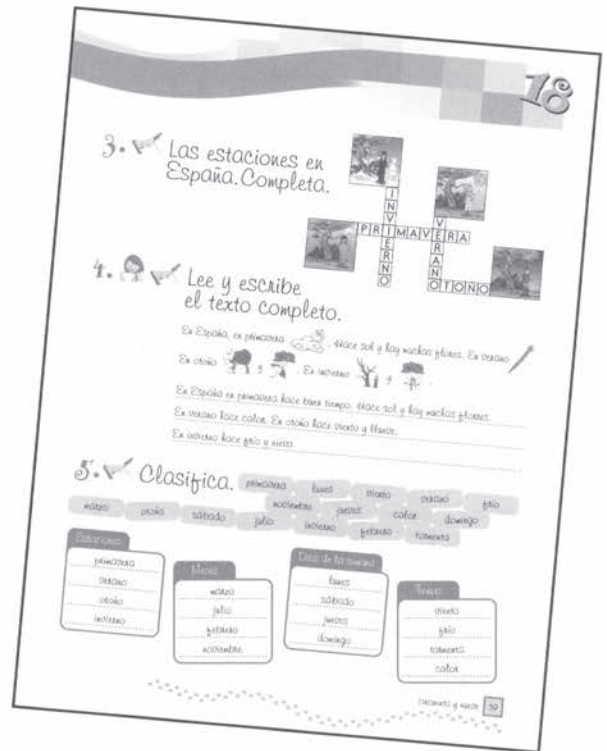 18
3. Las estaciones en
España. Completa.
INVIERNO
VERANO
PRIMAVERA
OTOÑO
4. Lee y escribe
el texto completo.
En España, en primavera . Hace sol y hay muchas flores. En verano
En otoño y . En invierno y .
En España en primavera hace buen tiempo. Hace sol y hay muchas flores.
En verano hace calor. En otoño hace viento y llueve.
En invierno hace frío y nieva.
5. Clasifica.
primavera lunes viento verano frío
noviembre jueves calor domingo
marzo otoño sábado julio invierno febrero tormenta
Estaciones
primavera
verano
otoño
invierno
Meses
marzo
julio
febrero
noviembre
Días de la semana
lunes
sábado
jueves
domingo
Tiempo
viento
frío
tormenta
calor
59